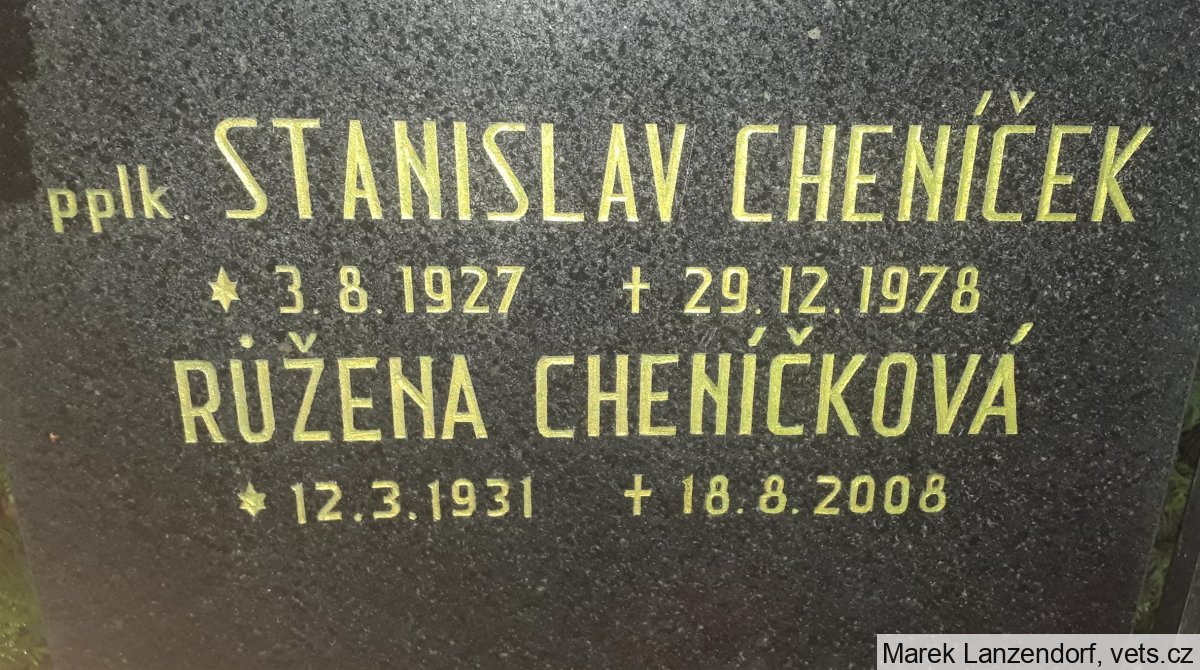 pplk STANISLAV CHENÍČEK
* 3.8.1927 † 29.12.1978
RŮŽENA CHENÍČKOVÁ
* 12.3.1931 † 18.8.2008
Marek Lanzendorf, vets.cz